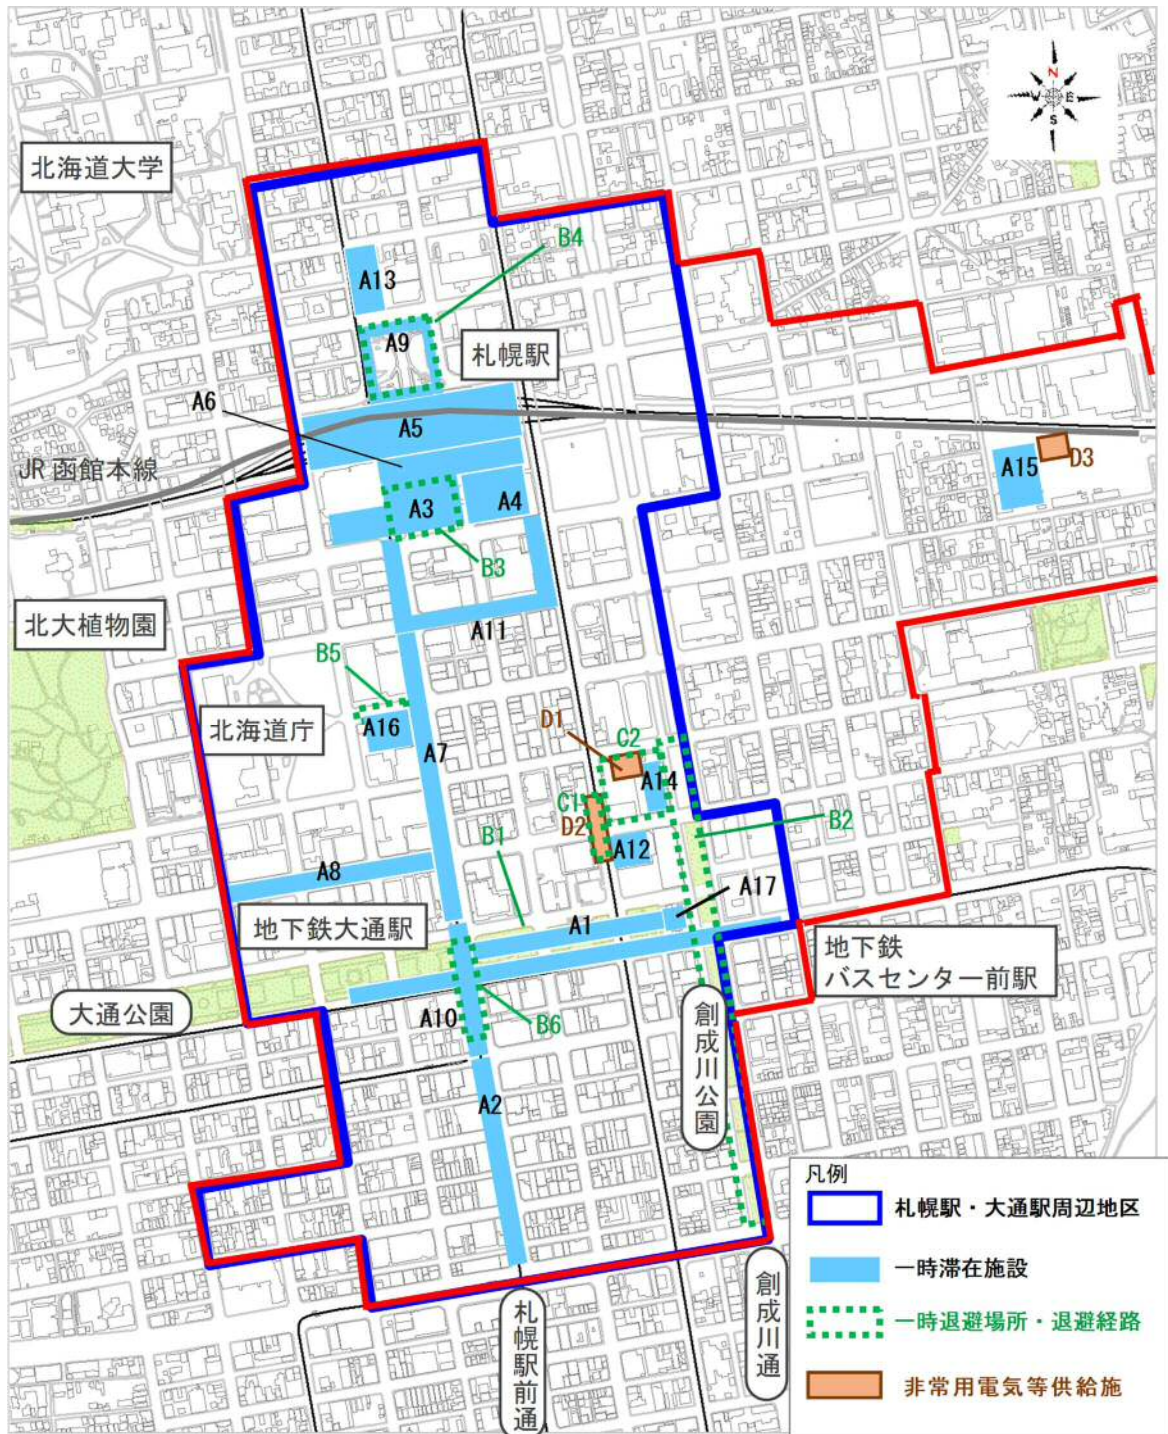 N
W
E
S
北海道大学
B4
A13
A9
札幌駅
A6
A5
JR 函館本線
A15
D3
A3
A4
B3
北大植物園
A11
B5
北海道庁
A16
A7
D1
C2
A14
C1
D2
B1
B2
A12
A8
A17
地下鉄大通駅
A1
地下鉄
バスセンター前駅
大通公園
A10
B6
創成川公園
A2
札幌駅前通
創成川通
凡例
札幌駅・大通駅周辺地区
一時滞在施設
一時退避場所・退避経路
非常用電気等供給施